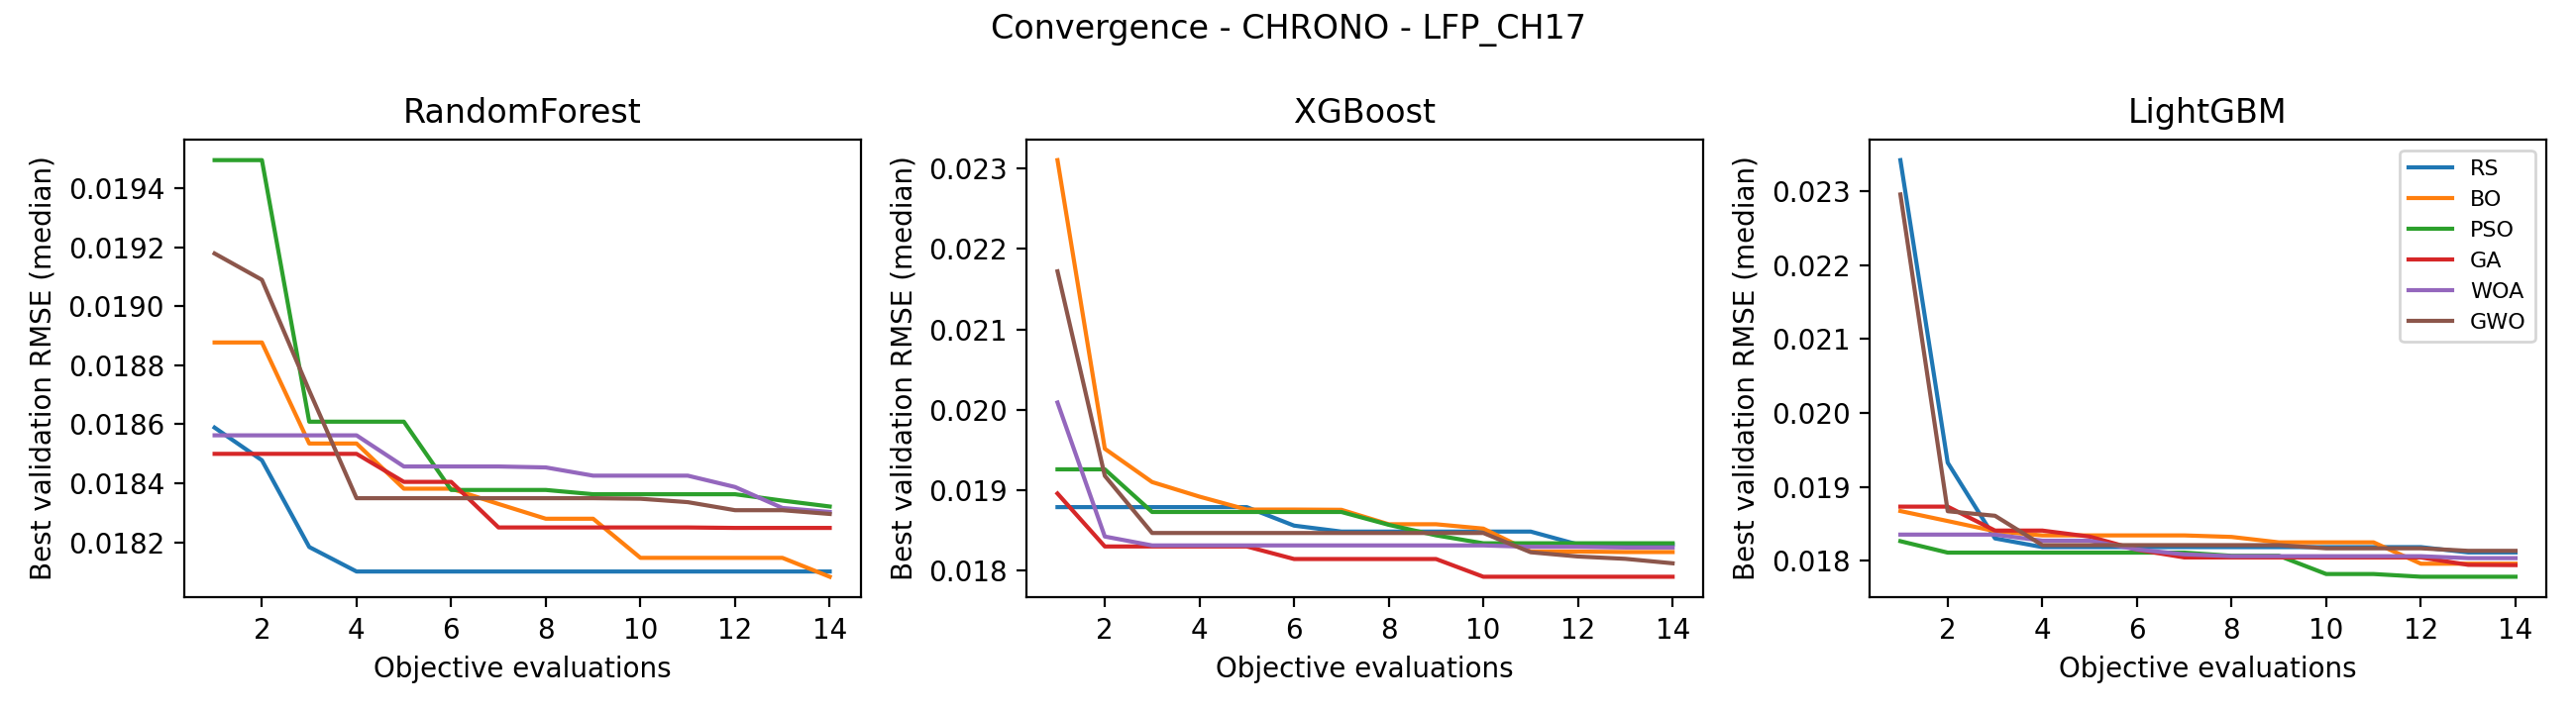 Convergence - CHRONO - LFP_CH17
RandomForest
Best validation RMSE (median)
0.0194
0.0192
0.0190
0.0188
0.0186
0.0184
0.0182
2 4 6 8 10 12 14
Objective evaluations
XGBoost
Best validation RMSE (median)
0.023
0.022
0.021
0.020
0.019
0.018
2 4 6 8 10 12 14
Objective evaluations
LightGBM
Best validation RMSE (median)
0.023
0.022
0.021
0.020
0.019
0.018
2 4 6 8 10 12 14
Objective evaluations
RS
BO
PSO
GA
WOA
GWO